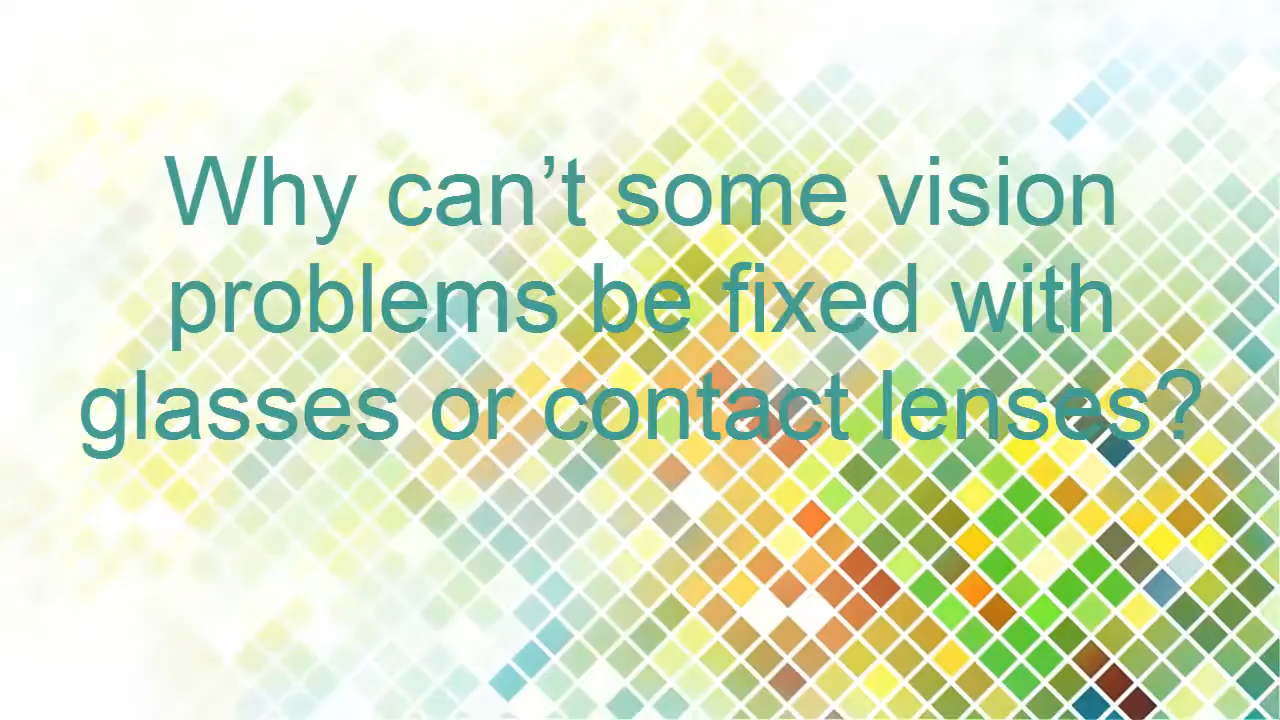 Why can’t some vision
problems be fixed with
glasses or contact lenses?